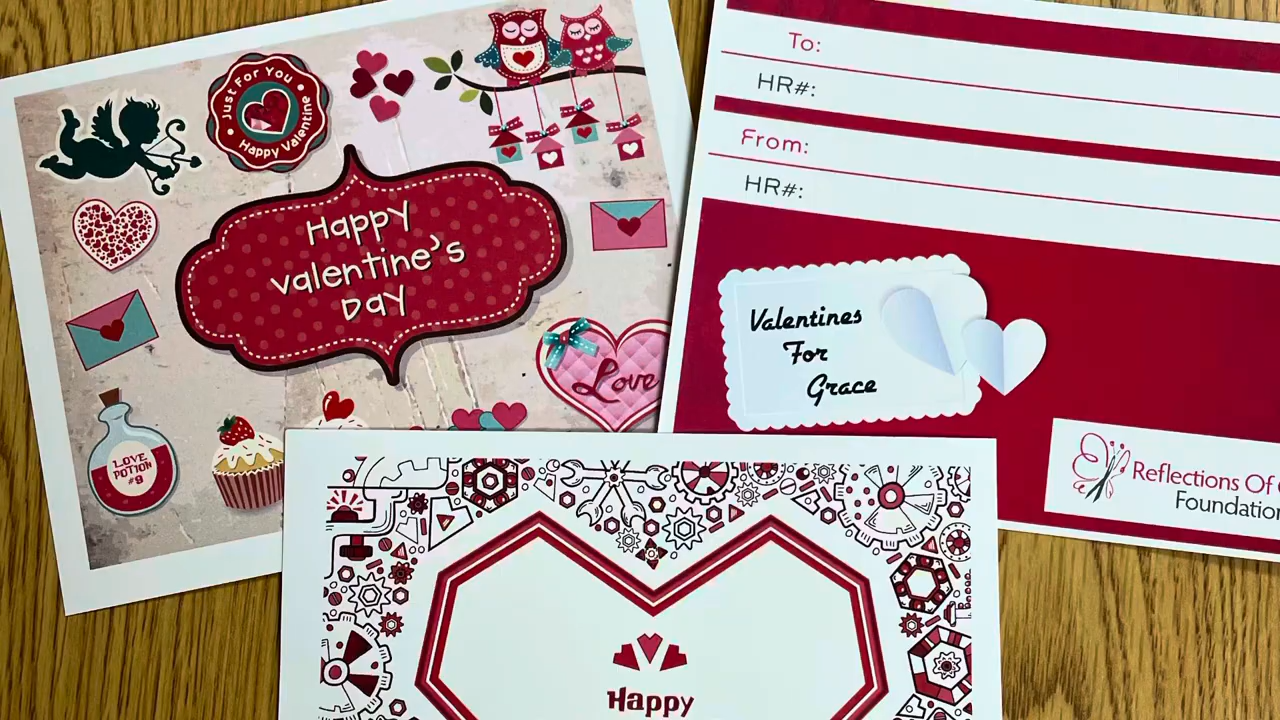 Just For You
Happy Valentine
Happy
valentine's
Day
Love
LOVE
POTION
#9
To:
HR#:
From:
HR#:
Valentines
For
Grace
Reflections Of
Foundation
Happy